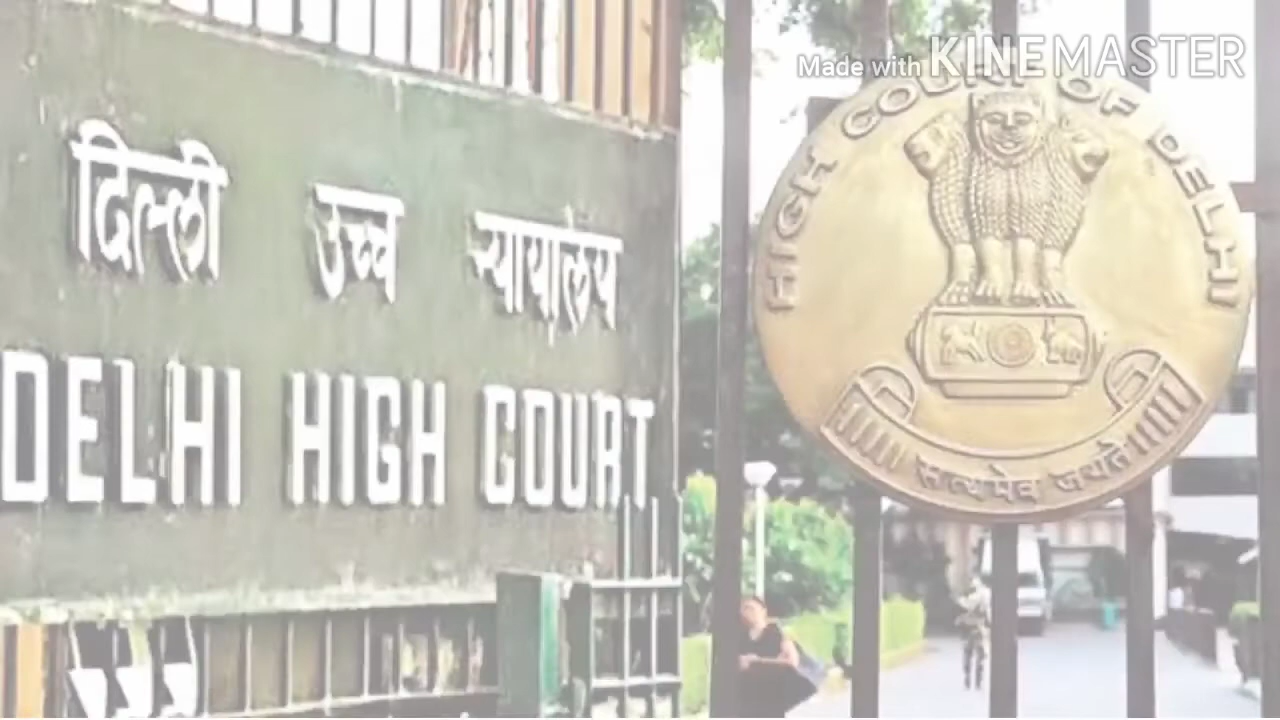 दिल्ली उच्च न्यायालय
DELHI HIGH COURT
Made with KINEMASTER
HIGH COURT OF DELHI
सत्यमेव जयते